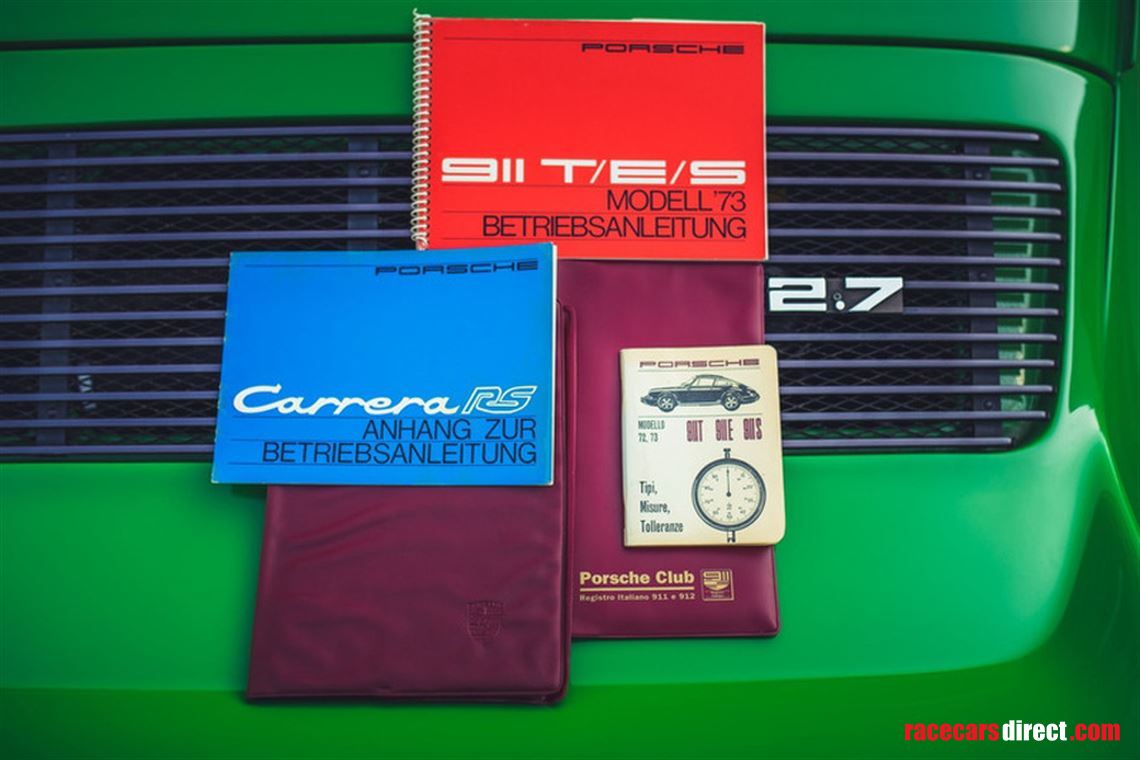 PORSCHE
911 T/E/S
MODELL '73
BETRIEBSANLEITUNG
PORSCHE
Carrera RS
ANHANG ZUR
BETRIEBSANLEITUNG
2.7
PORSCHE
MODELLO
72, 73
911T 911E 911S
Tipi,
Misure,
Tolleranze
Porsche Club
Registro Italiano 911 e 912
911
racecarsdirect.com